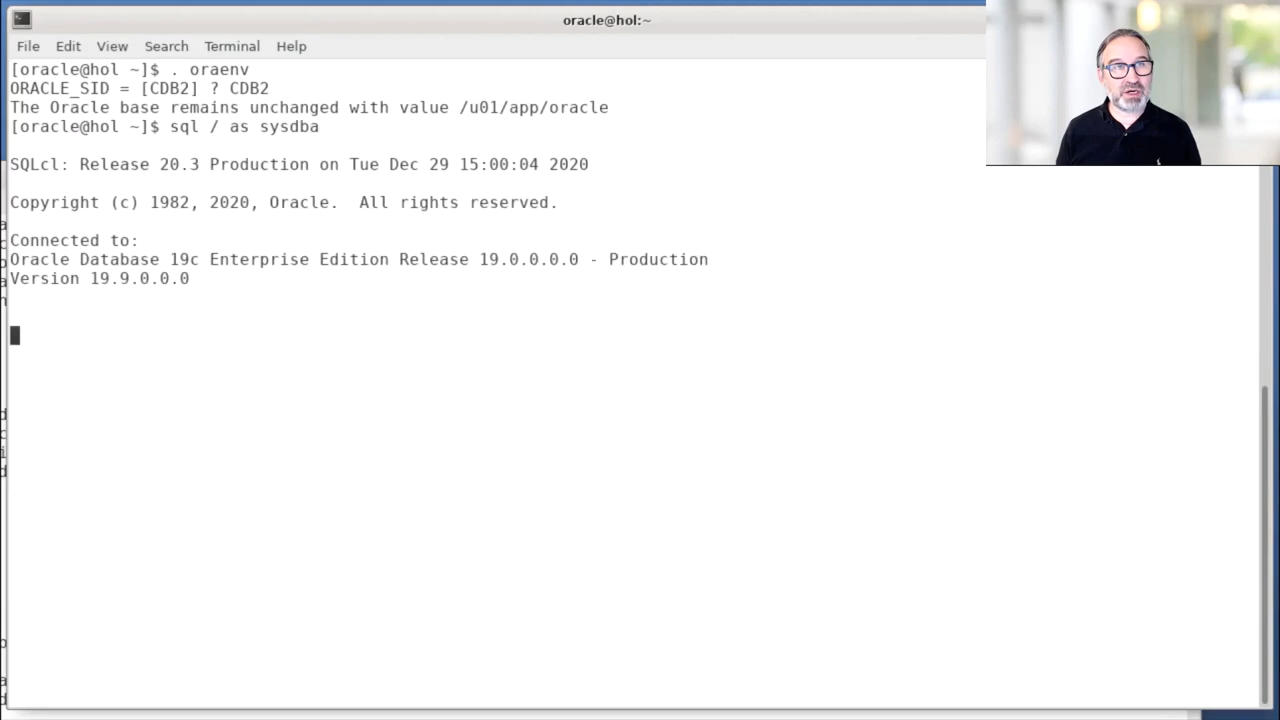 oracle@hol:~
File Edit View Search Terminal Help
[oracle@hol ~]$ . oraenv
ORACLE_SID = [CDB2] ? CDB2
The Oracle base remains unchanged with value /u01/app/oracle
[oracle@hol ~]$ sql / as sysdba
SQLcl: Release 20.3 Production on Tue Dec 29 15:00:04 2020
Copyright (c) 1982, 2020, Oracle.  All rights reserved.
Connected to:
Oracle Database 19c Enterprise Edition Release 19.0.0.0.0 - Production
Version 19.9.0.0.0